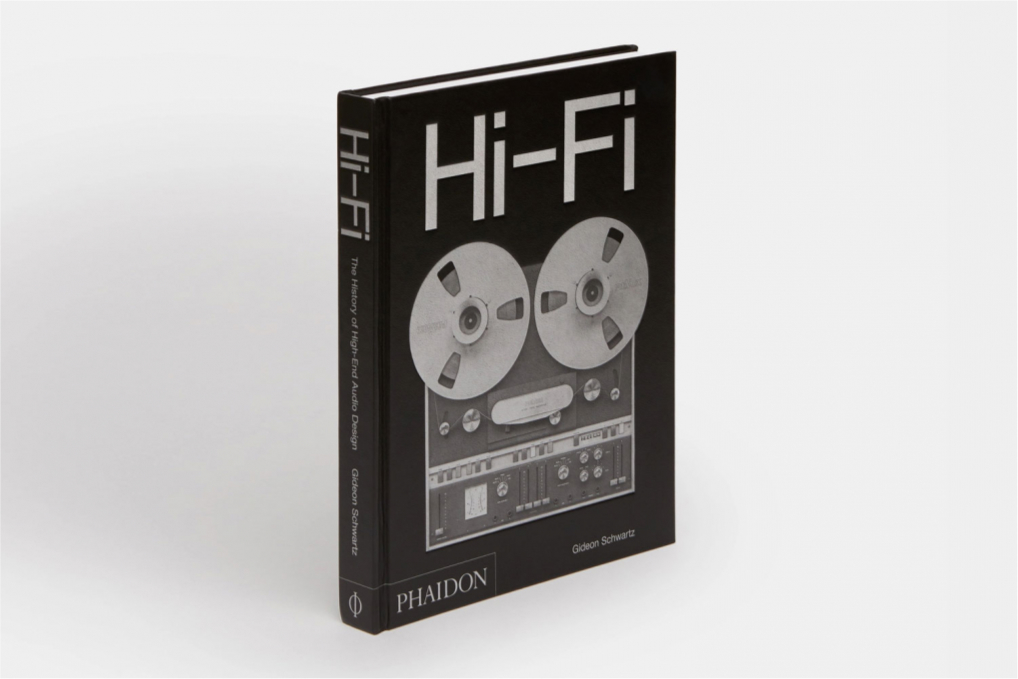 Hi-Fi
Gideon Schwartz
PHAIDON
Hi-Fi
The History of High-End Audio Design
Gideon Schwartz